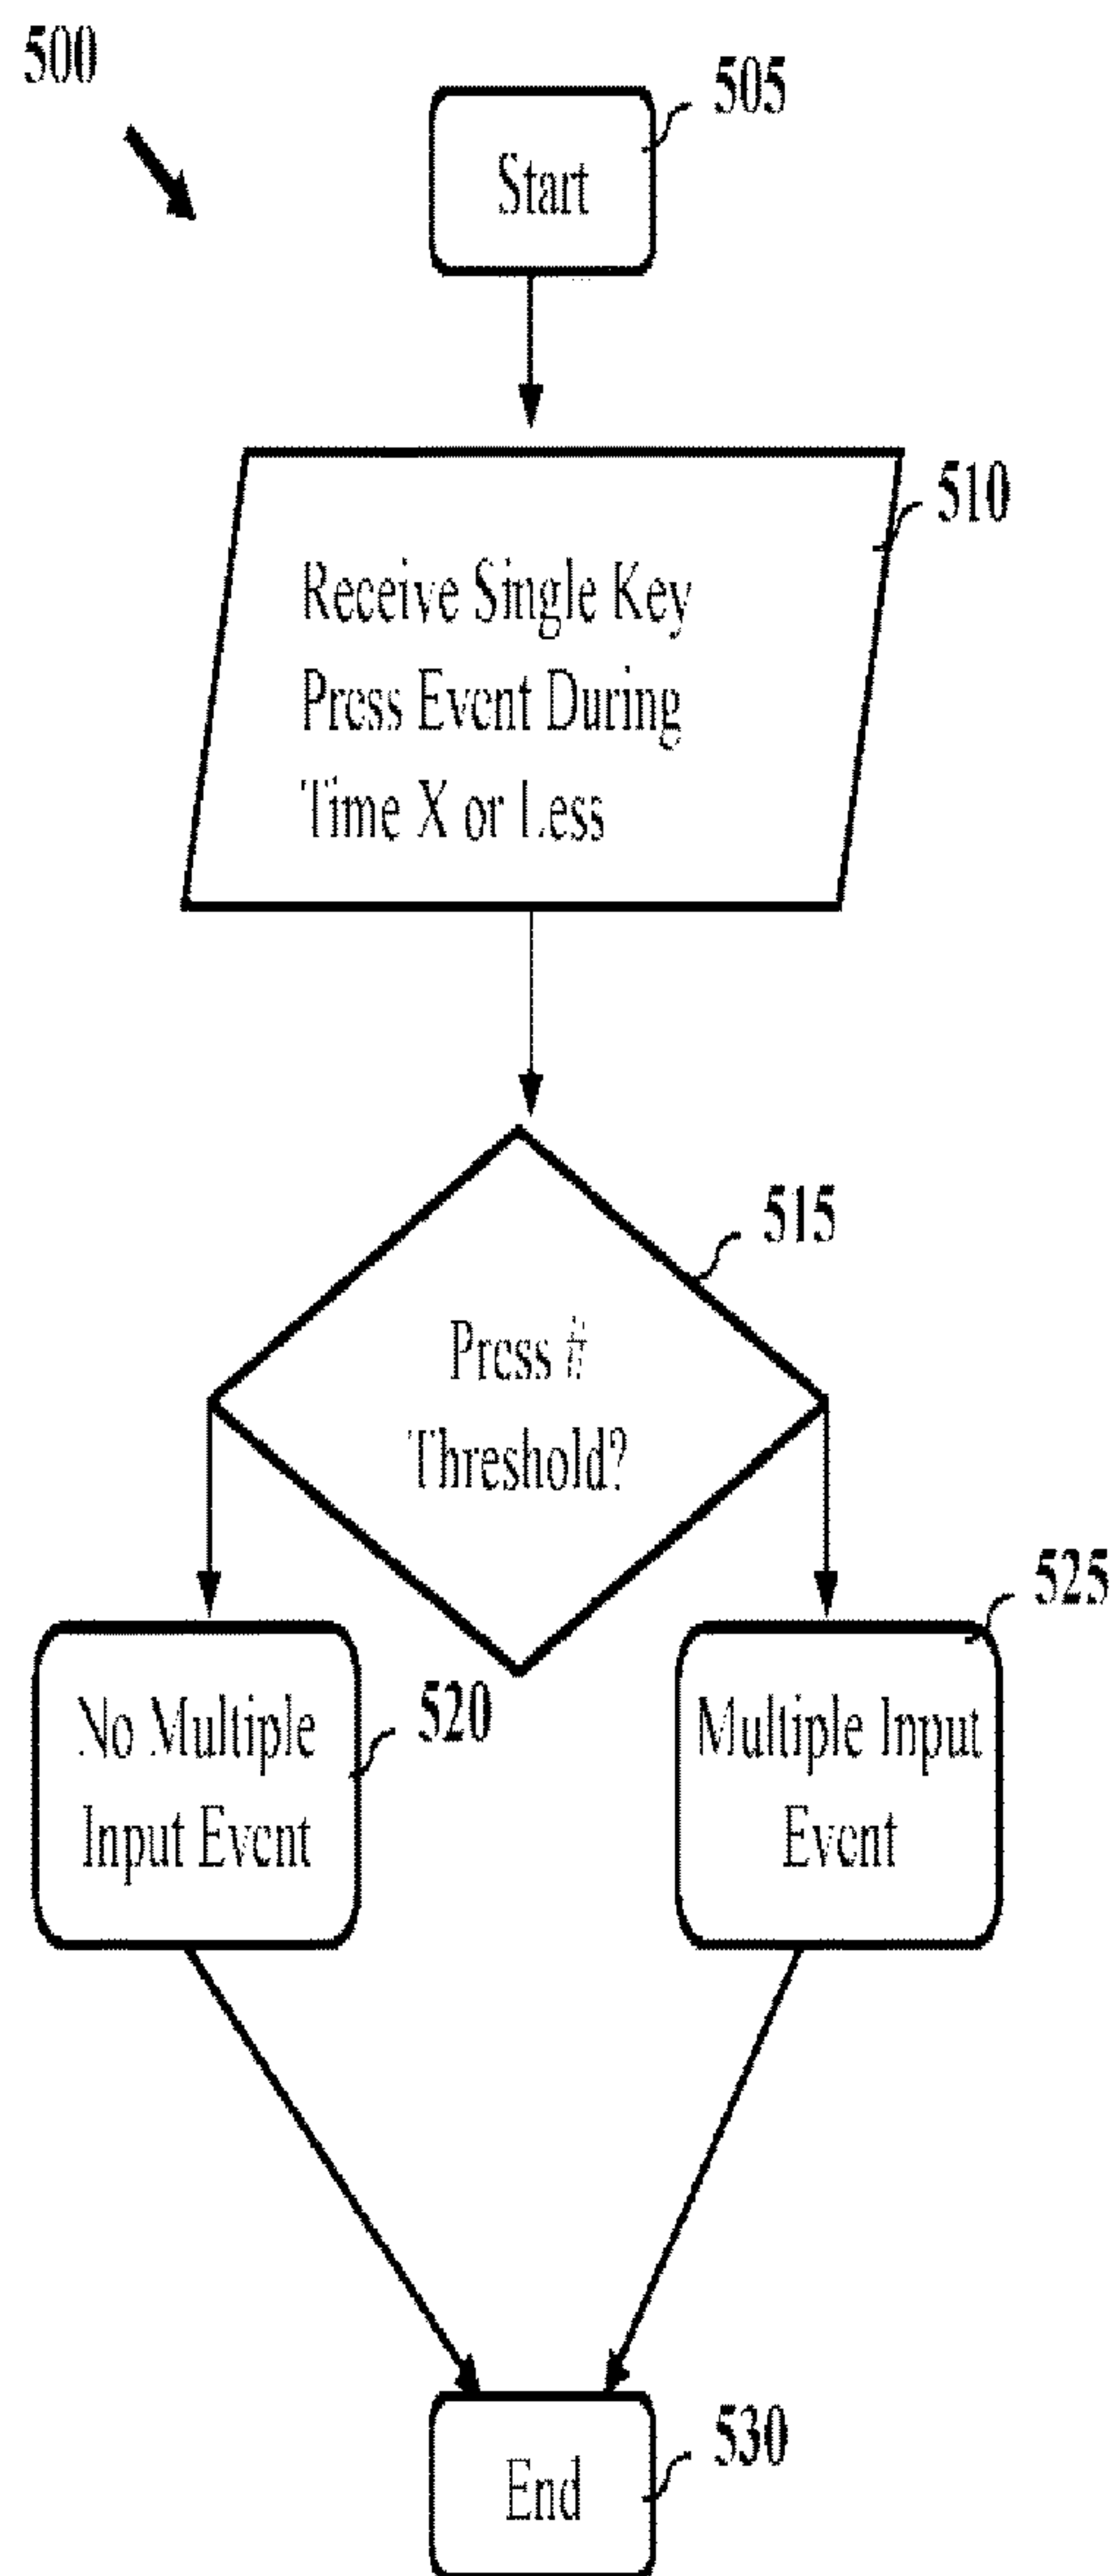 500
505
Start
510
Receive Single Key
Press Event During
Time X or Less
515
Press #
Threshold?
525
520
No Multiple
Input Event
Multiple Input
Event
530
End